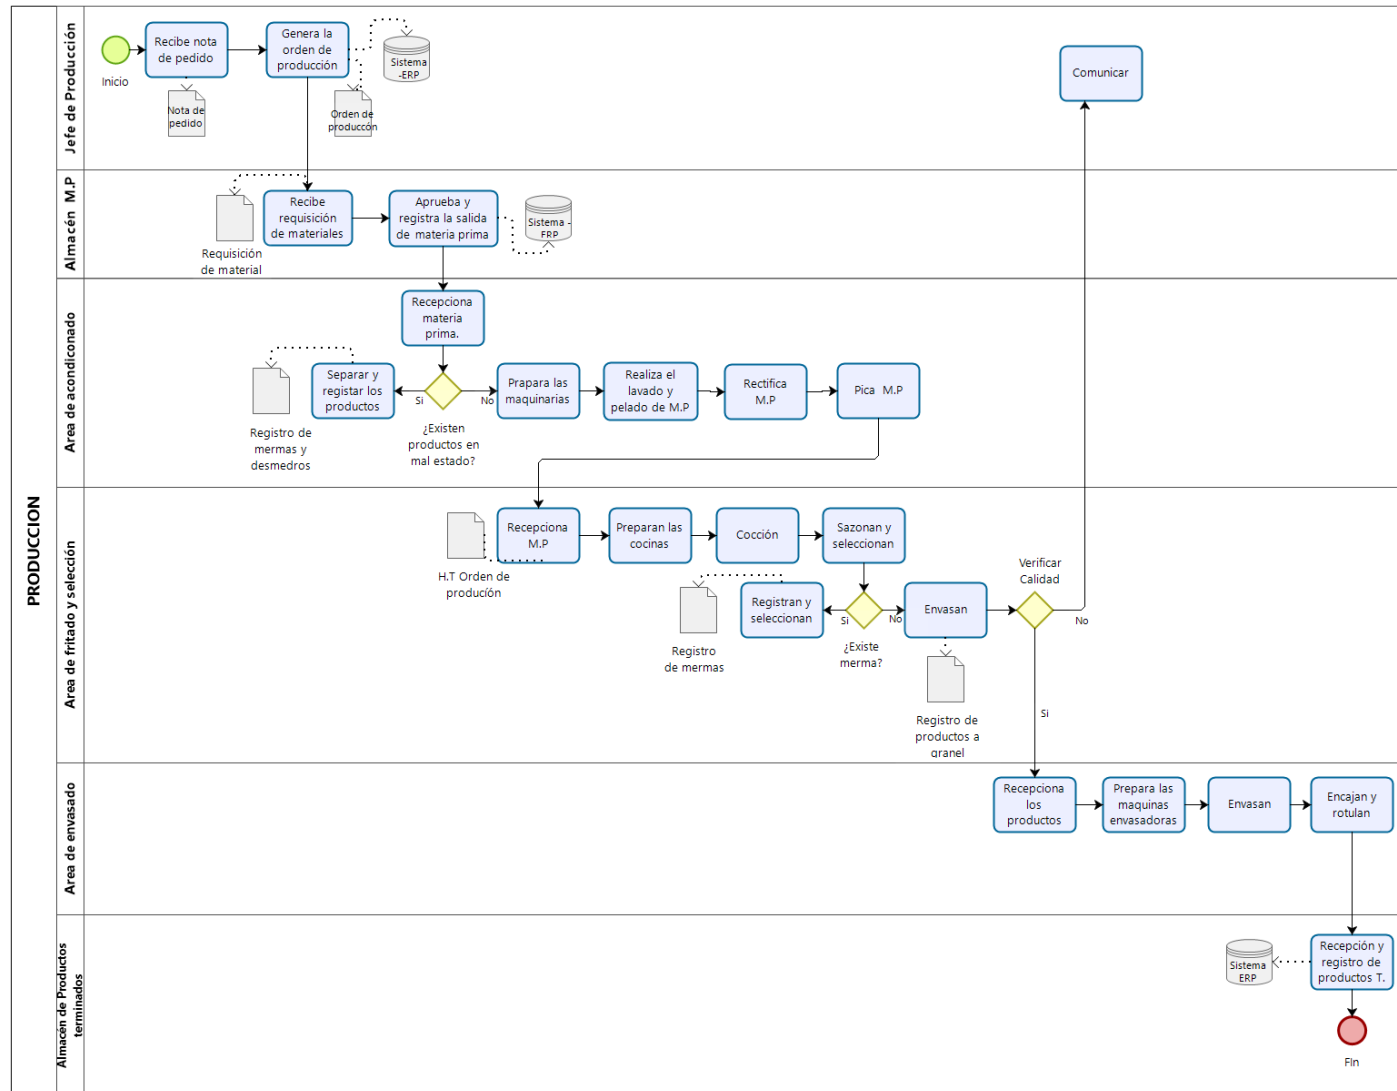 PRODUCCION
Jefe de Producción
Inicio
Recibe nota
de pedido
Nota de
pedido
Genera la
orden de
producción
Sistema
-ERP
Orden de
produccón
Comunicar
Almacén M.P
Requisición
de material
Recibe
requisición
de materiales
Aprueba y
registra la salida
de materia prima
Sistema -
ERP
Area de acondiconado
Recepciona
materia
prima.
Registro de
mermas y
desmedros
Separar y
registar los
productos
Si
¿Existen
productos en
mal estado?
No
Prapara las
maquinarias
Realiza el
lavado y
pelado de M.P
Rectifica
M.P
Pica M.P
Area de fritado y selección
H.T Orden de
producíón
Recepciona
M.P
Preparan las
cocinas
Cocción
Sazonan y
seleccionan
Registro
de mermas
Registran y
seleccionan
Si
¿Existe
merma?
No
Envasan
Registro de
productos a
granel
Verificar
Calidad
No
Si
Area de envasado
Recepciona
los
productos
Prepara las
maquinas
envasadoras
Envasan
Encajan y
rotulan
Almacén de Productos
terminados
Sistema
ERP
Recepción y
registro de
productos T.
Fin